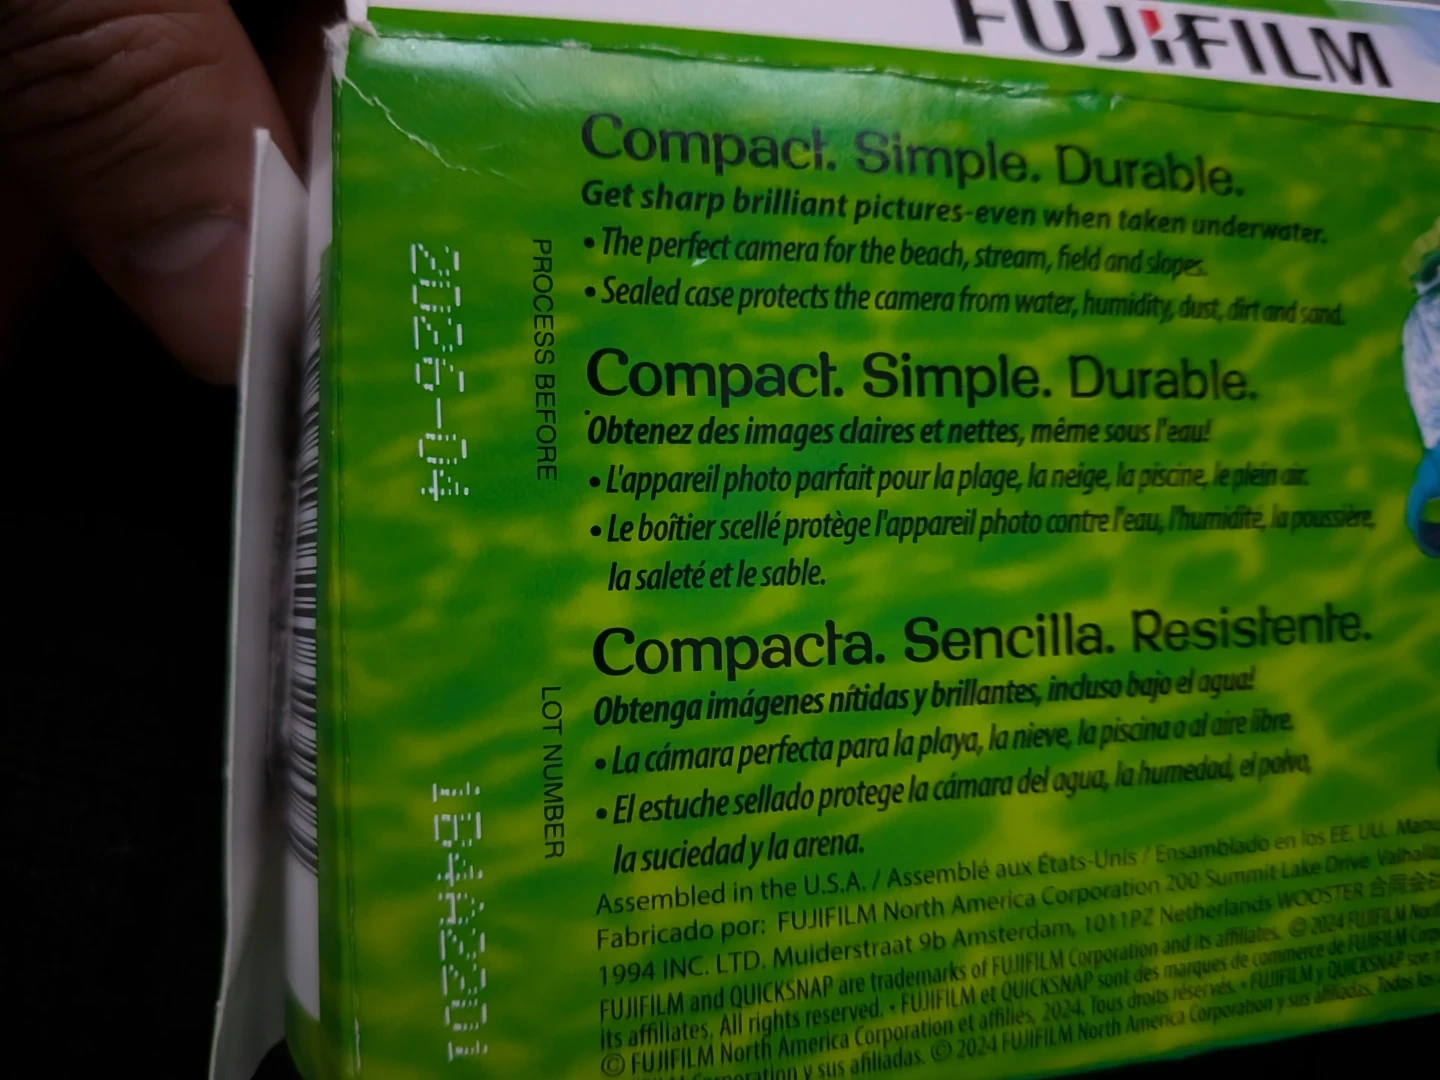 FUJIFILM
Compact. Simple. Durable.
Get sharp brilliant pictures-even when taken underwater.
• The perfect camera for the beach, stream, field and slopes.
• Sealed case protects the camera from water, humidity, dust, dirt and sand.
PROCESS BEFORE
Compact. Simple. Durable.
Obtenez des images claires et nettes, même sous l'eau!
• L'appareil photo parfait pour la plage, la neige, la piscine, le plein air.
• Le boîtier scellé protège l'appareil photo contre l'eau, l'humidité, la poussière,
la saleté et le sable.
Compacta. Sencilla. Resistente.
Obtenga imágenes nítidas y brillantes, incluso bajo el agua!
• La cámara perfecta para la playa, la nieve, la piscina o al aire libre.
• El estuche sellado protege la cámara del agua, la humedad, el polvo,
la suciedad y la arena.
LOT NUMBER
Assembled in the U.S.A. / Assemblé aux États-Unis / Ensamblado en los EE. UU.
Fabricado por: FUJIFILM North America Corporation 200 Summit Lake Drive Valhalla
1994 INC. LTD. Muiderstraat 9b Amsterdam, 1011PZ Netherlands WOOSTER 合同会社
FUJIFILM and QUICKSNAP are trademarks of FUJIFILM Corporation and its affiliates. © 2024 FUJIFILM
its affiliates. All rights reserved. • FUJIFILM et QUICKSNAP sont des marques de commerce de FUJIFILM
© FUJIFILM North America Corporation et affiliés, 2024. Tous droits réservés. • FUJIFILM y QUICKSNAP son
Corporation y sus afiliadas. © 2024 FUJIFILM North America Corporation y sus afiliadas. Todos los